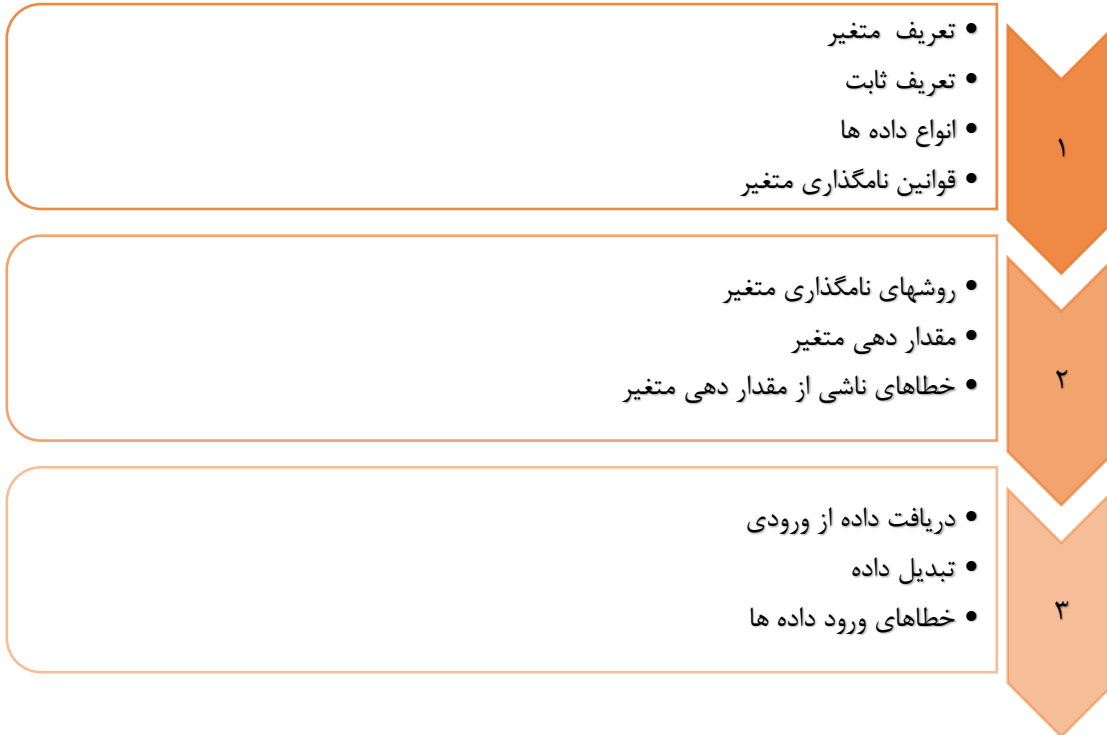 • تعریف متغیر
• تعریف ثابت
• انواع داده ها
• قوانین نامگذاری متغیر
۱
• روشهای نامگذاری متغیر
• مقدار دهی متغیر
• خطاهای ناشی از مقدار دهی متغیر
۲
• دریافت داده از ورودی
• تبدیل داده
• خطاهای ورود داده ها
۳